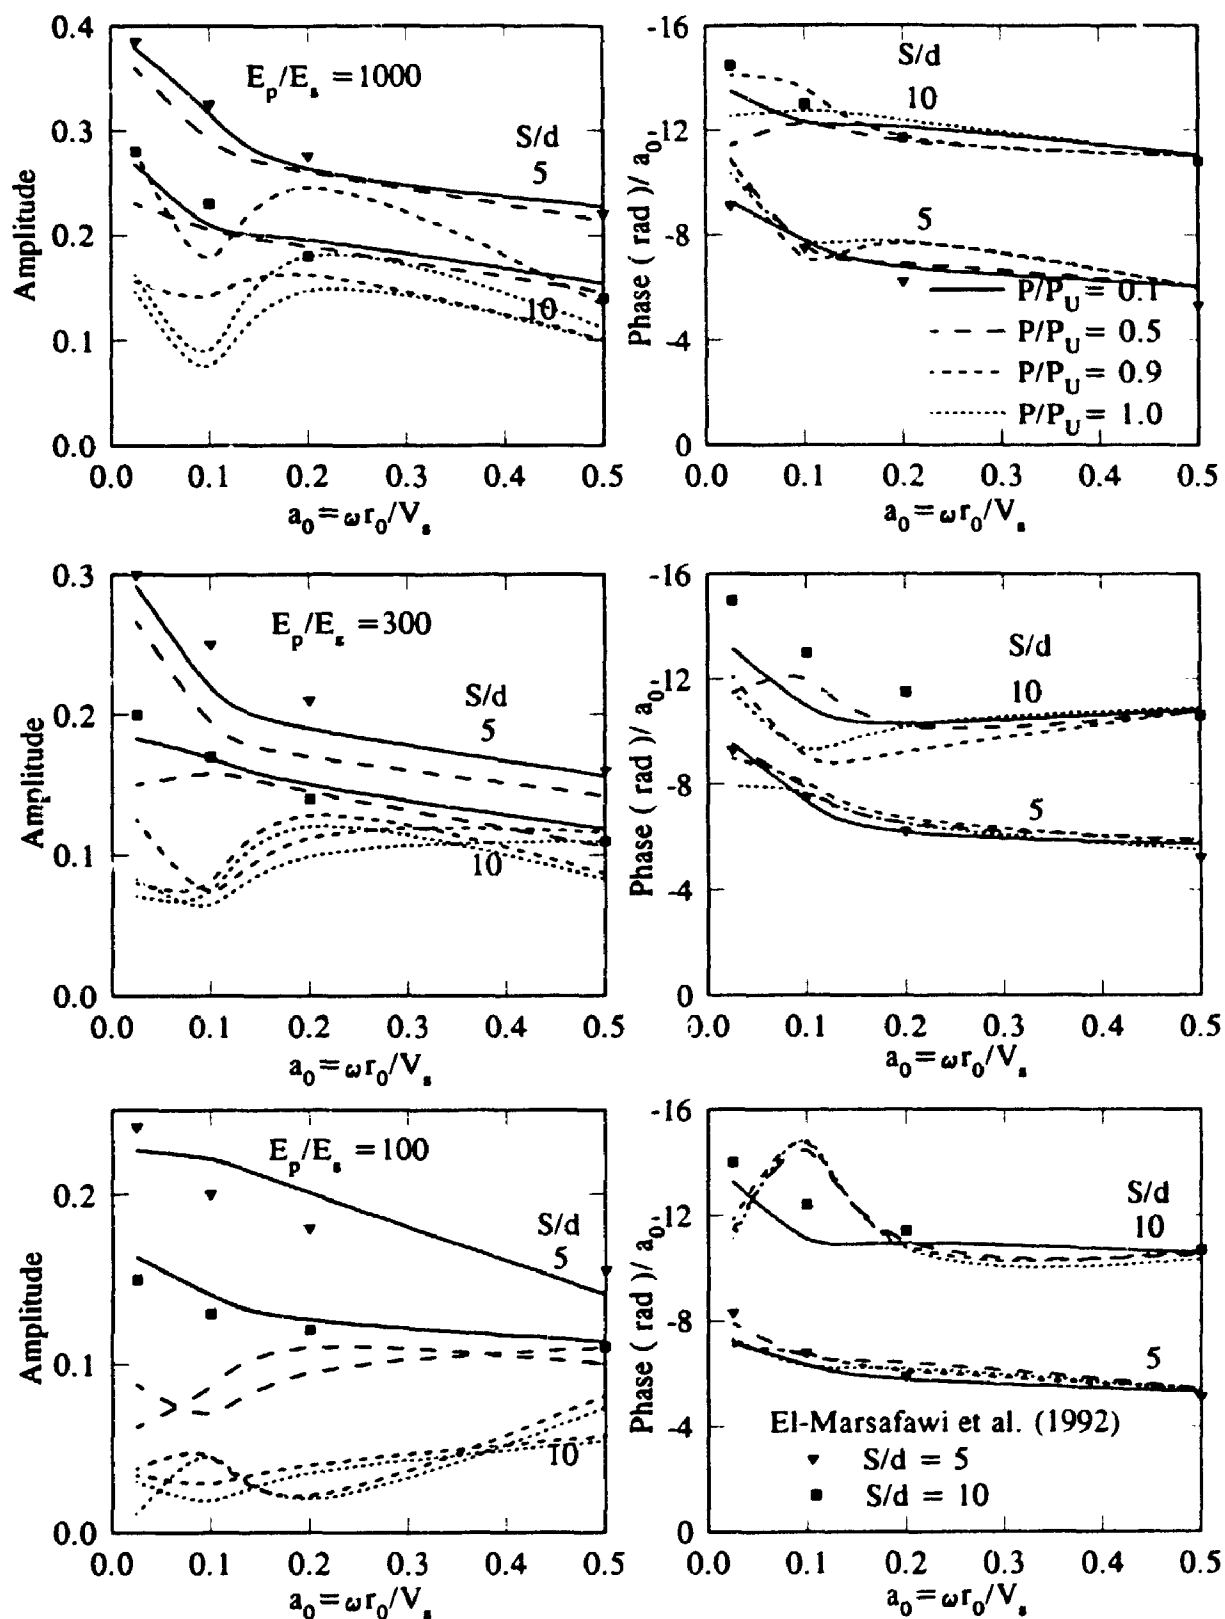 0.4
0.3
0.2
0.1
0.0
Amplitude
E_p/E_s = 1000
S/d
5
10
0.0 0.1 0.2 0.3 0.4 0.5
a_0 = ωr_0/V_s
-16
-12
-8
-4
0
Phase ( rad )/ a_0
S/d
10
5
P/P_U = 0.1
P/P_U = 0.5
P/P_U = 0.9
P/P_U = 1.0
0.0 0.1 0.2 0.3 0.4 0.5
a_0 = ωr_0/V_s
0.3
0.2
0.1
0.0
Amplitude
E_p/E_s = 300
S/d
5
10
0.0 0.1 0.2 0.3 0.4 0.5
a_0 = ωr_0/V_s
-16
-12
-8
-4
0
Phase ( rad )/ a_0
S/d
10
5
0.0 0.1 0.2 0.3 0.4 0.5
a_0 = ωr_0/V_s
0.2
0.1
0.0
Amplitude
E_p/E_s = 100
S/d
5
10
0.0 0.1 0.2 0.3 0.4 0.5
a_0 = ωr_0/V_s
-16
-12
-8
-4
0
Phase ( rad )/ a_0
S/d
10
5
El-Marsafawi et al. (1992)
S/d = 5
S/d = 10
0.0 0.1 0.2 0.3 0.4 0.5
a_0 = ωr_0/V_s